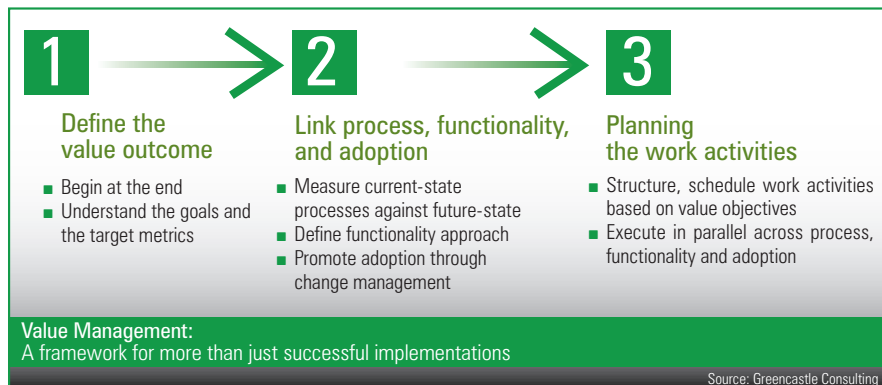 1
Define the
value outcome
■ Begin at the end
■ Understand the goals and
the target metrics
2
Link process, functionality,
and adoption
■ Measure current-state
processes against future-state
■ Define functionality approach
■ Promote adoption through
change management
3
Planning
the work activities
■ Structure, schedule work activities
based on value objectives
■ Execute in parallel across process,
functionality and adoption
Value Management:
A framework for more than just successful implementations
Source: Greencastle Consulting